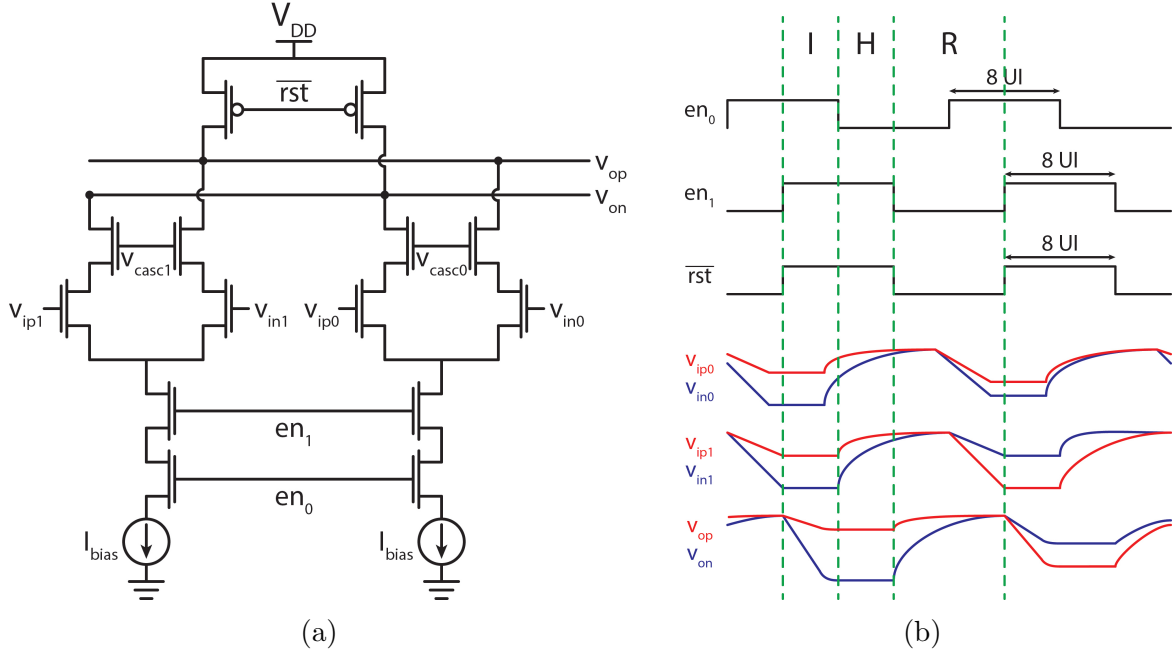 V_DD
rst
v_op
v_on
v_casc1
v_casc0
v_ip1
v_in1
v_ip0
v_in0
en_1
en_0
I_bias
I_bias
(a)
I H R
en_0
8 UI
en_1
8 UI
rst
8 UI
v_ip0
v_in0
v_ip1
v_in1
v_op
v_on
(b)